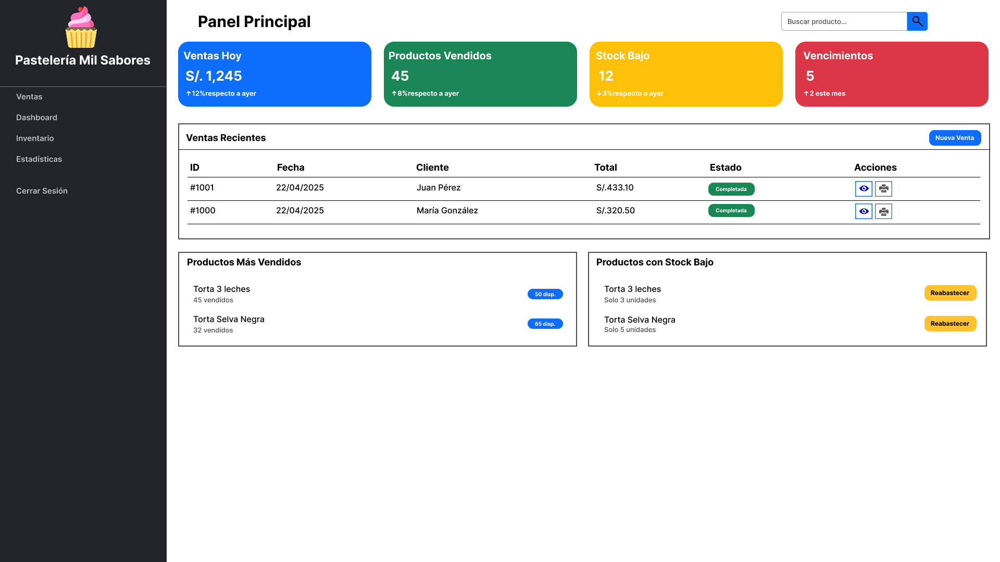 Pastelería Mil Sabores
Ventas
Dashboard
Inventario
Estadísticas
Cerrar Sesión
Panel Principal
Buscar producto...
Ventas Hoy
S/. 1,245
↑12%respecto a ayer
Productos Vendidos
45
↑8%respecto a ayer
Stock Bajo
12
↓3%respecto a ayer
Vencimientos
5
↑2 este mes
Ventas Recientes
Nueva Venta
ID Fecha Cliente Total Estado Acciones
#1001 22/04/2025 Juan Pérez S/.433.10 Completada
#1000 22/04/2025 María González S/.320.50 Completada
Productos Más Vendidos
Torta 3 leches
45 vendidos
50 disp.
Torta Selva Negra
32 vendidos
65 disp.
Productos con Stock Bajo
Torta 3 leches
Solo 3 unidades
Reabastecer
Torta Selva Negra
Solo 5 unidades
Reabastecer